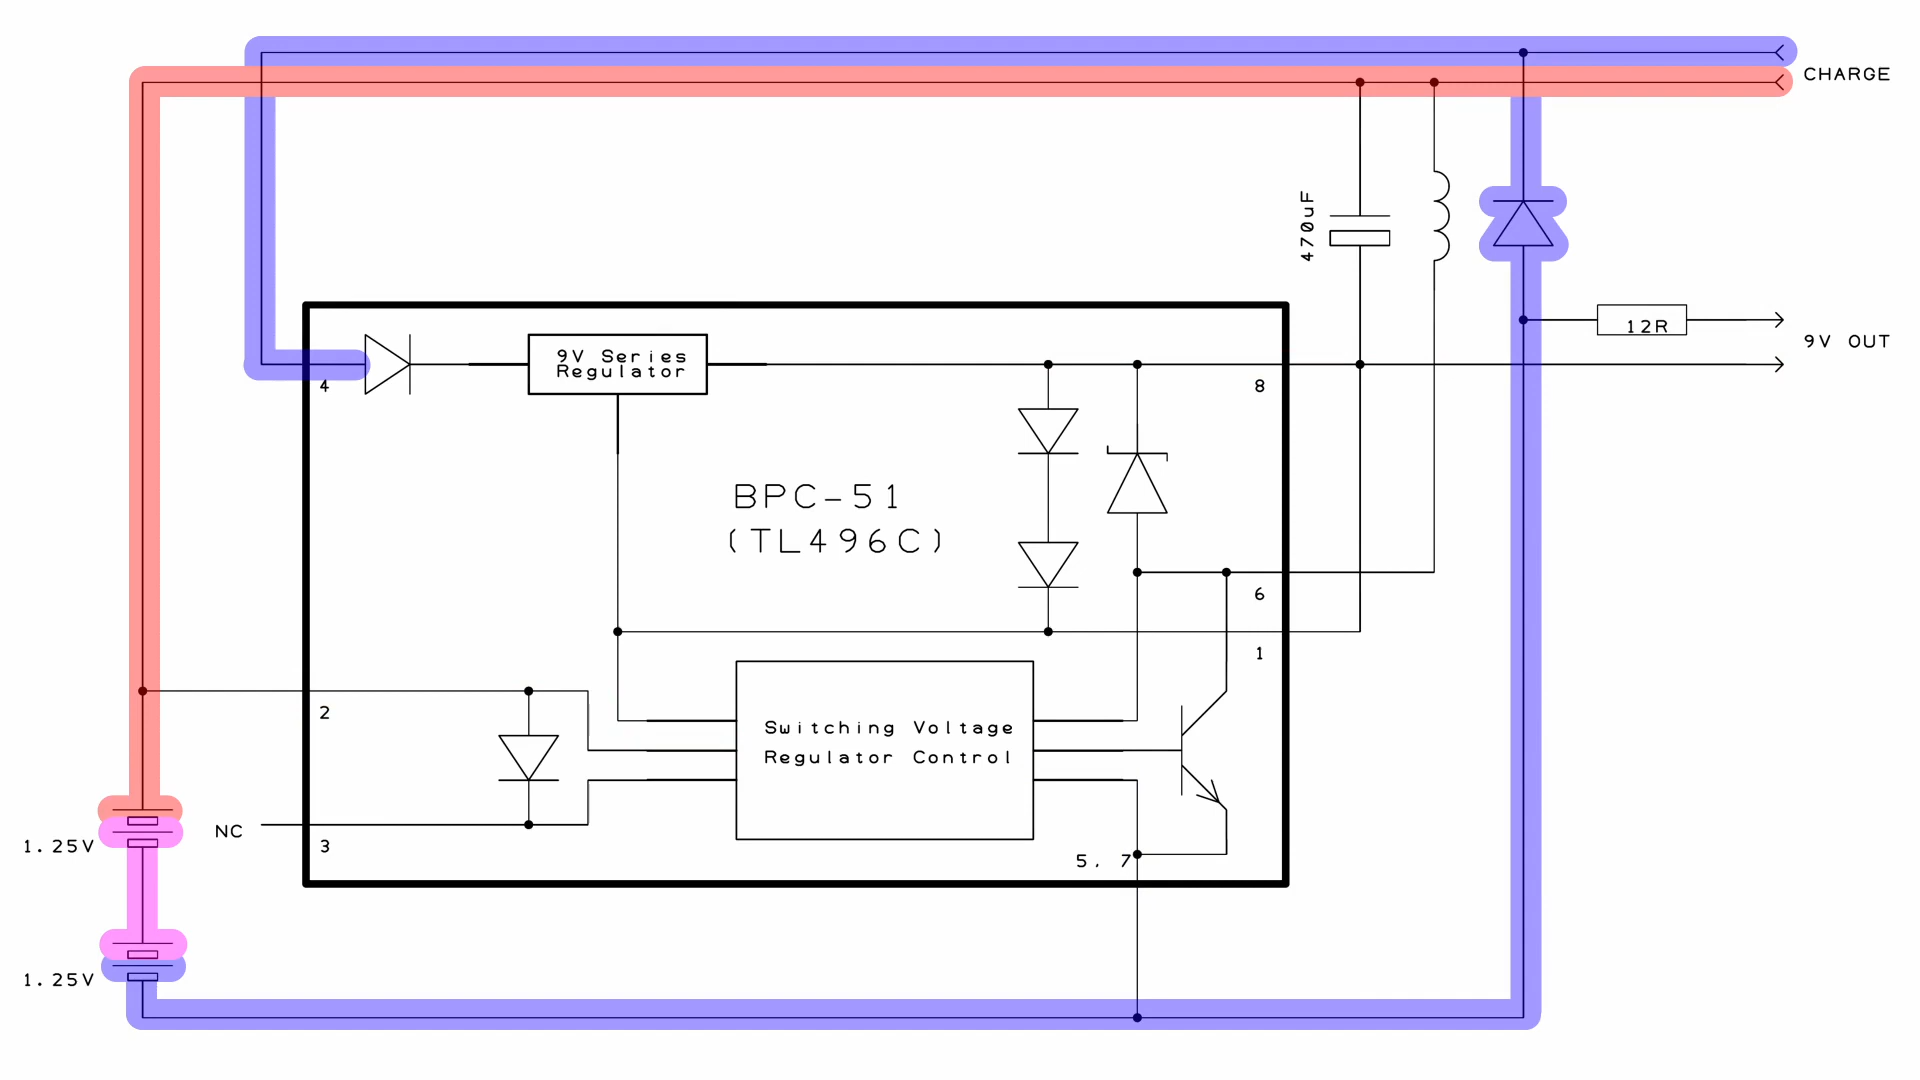 CHARGE
470uF
12R
9V OUT
9V Series
Regulator
4
8
BPC-51
(TL496C)
6
1
2
Switching Voltage
Regulator Control
NC
3
5, 7
1.25V
1.25V